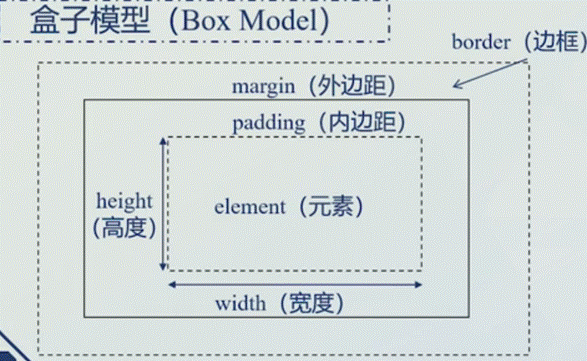 盒子模型（Box Model）
border（边框）
margin（外边距）
padding（内边距）
height
（高度）
element（元素）
width（宽度）